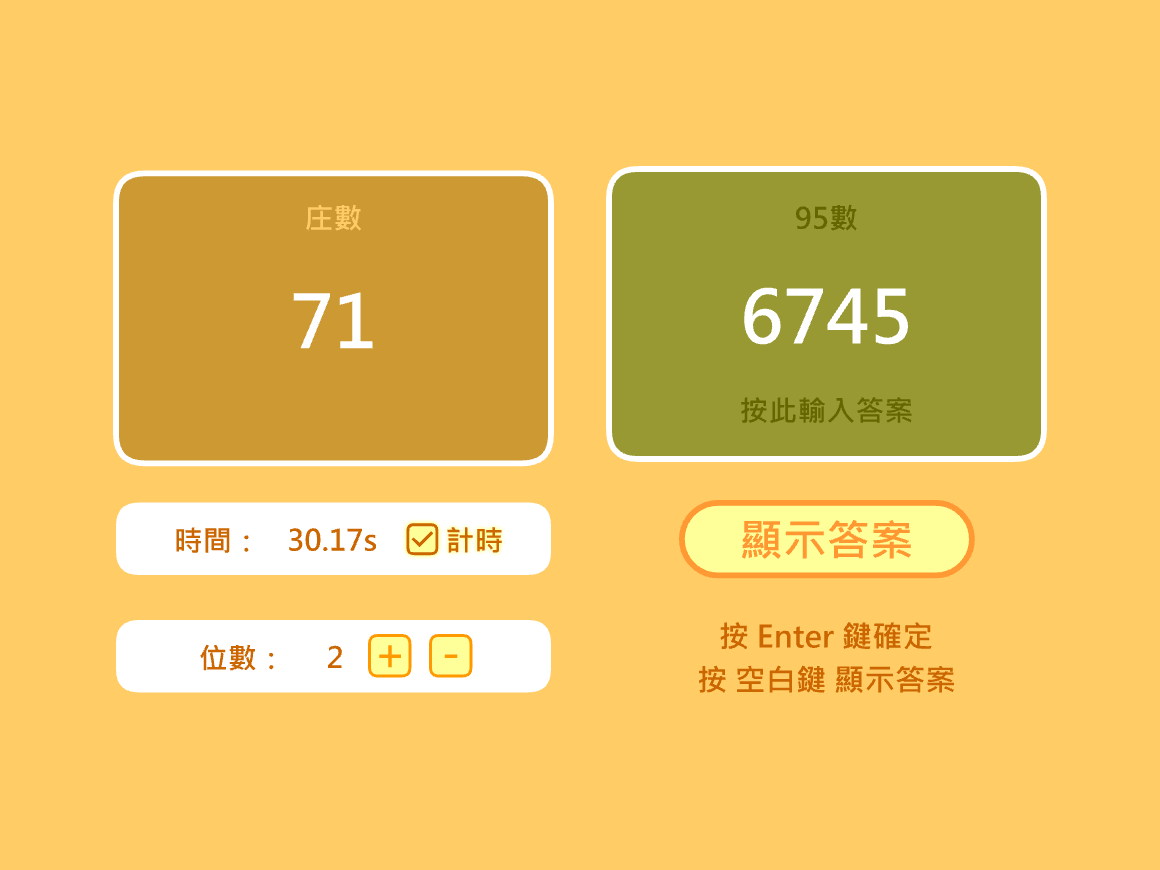 庄數
71
95數
6745
按此輸入答案
時間： 30.17s 計時
顯示答案
位數： 2 + -
按 Enter 鍵確定
按 空白鍵 顯示答案